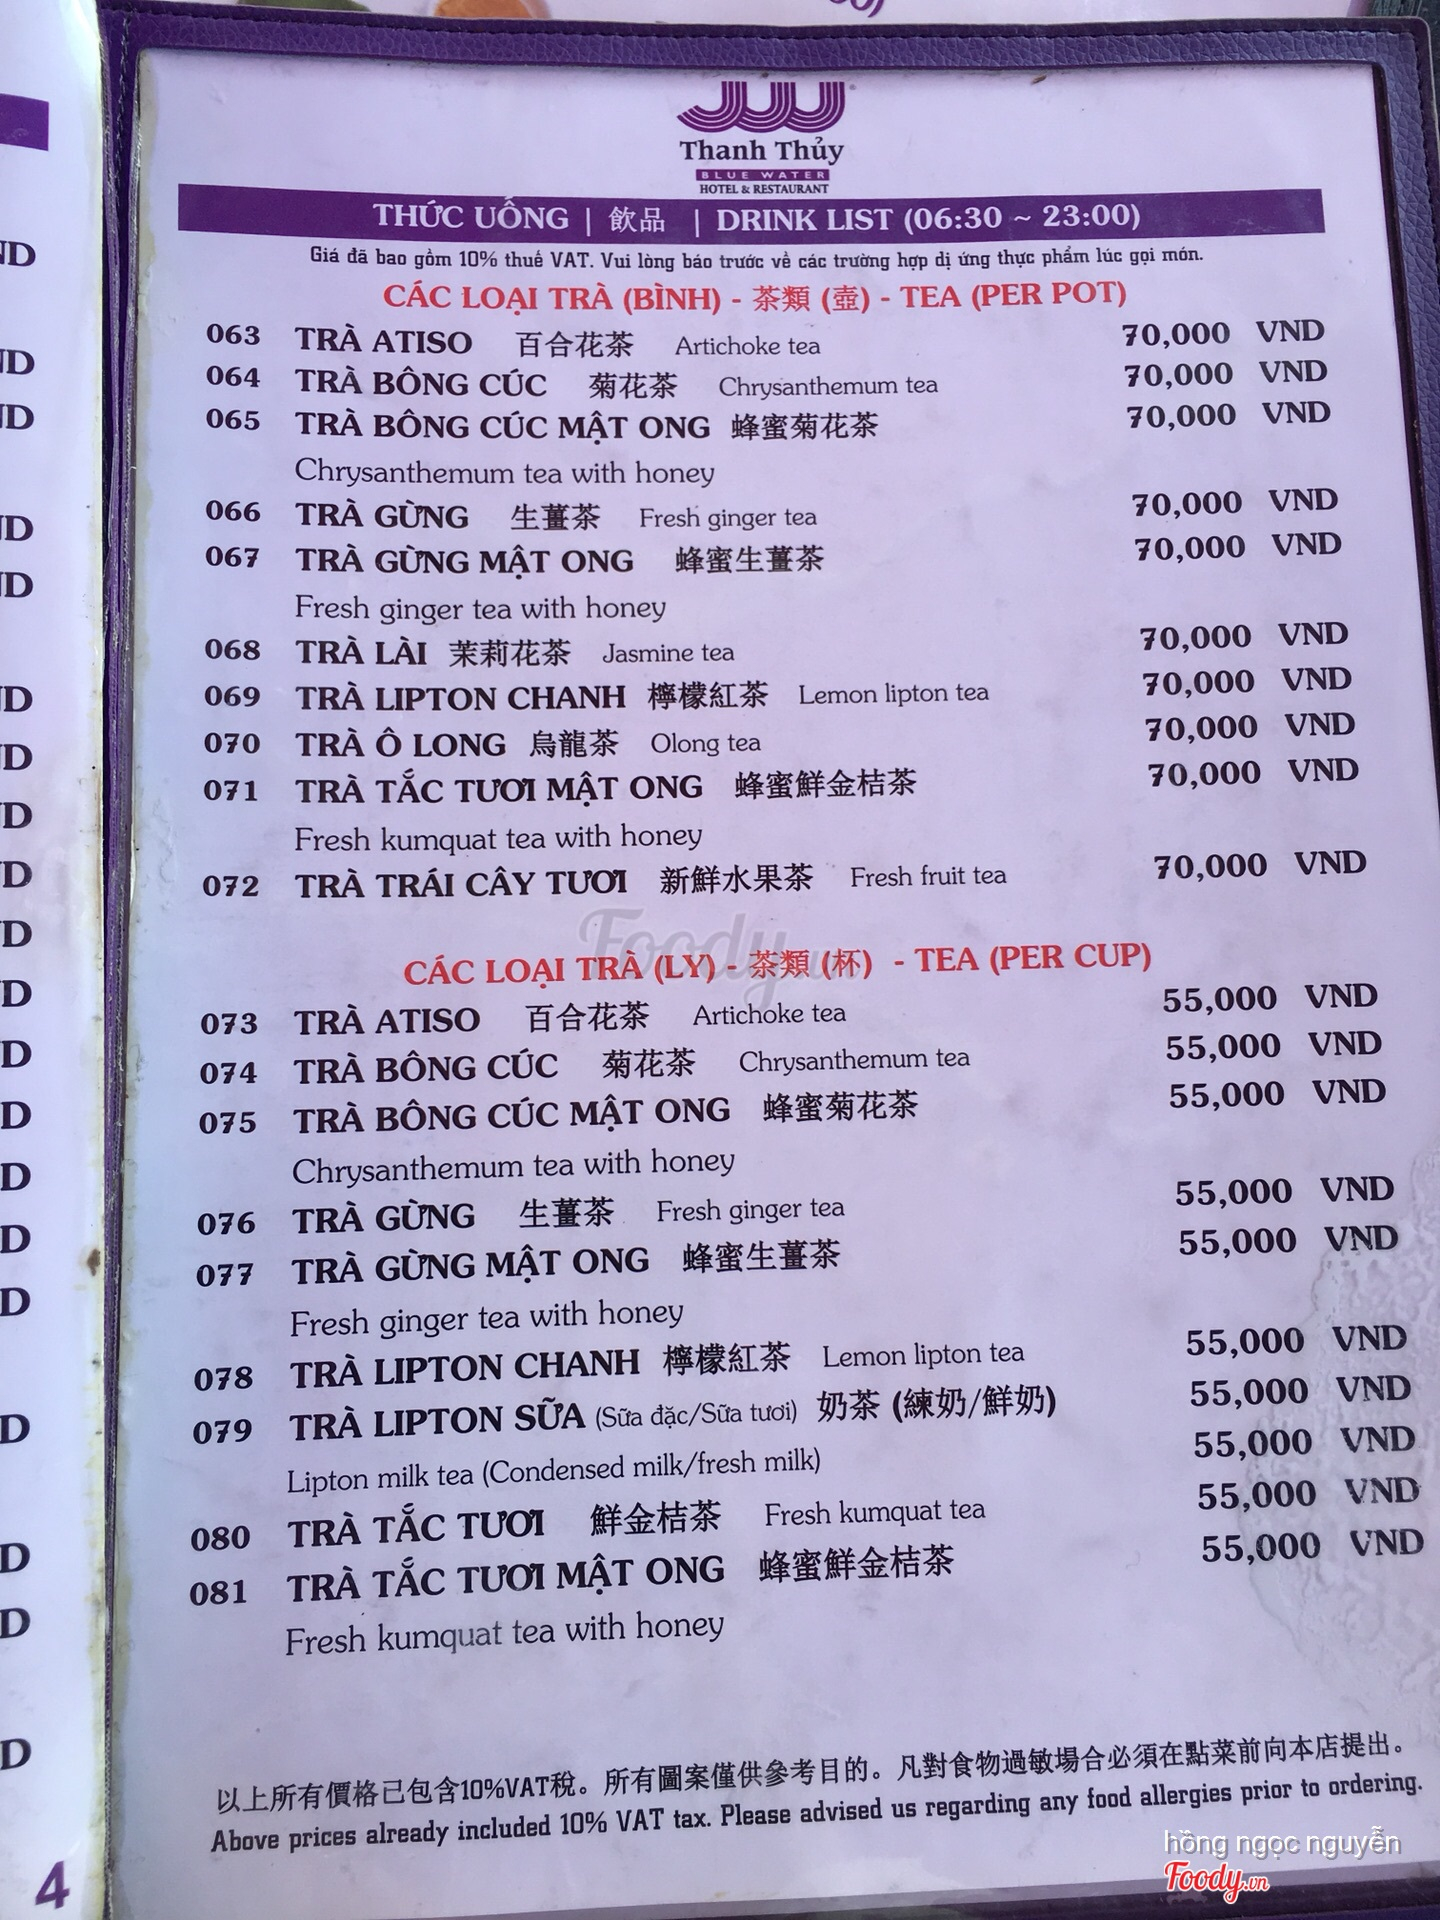 Thanh Thủy
BLUE WATER
HOTEL & RESTAURANT
THỨC UỐNG | 飲品 | DRINK LIST (06:30 ~ 23:00)
Giá đã bao gồm 10% thuế VAT. Vui lòng báo trước về các trường hợp dị ứng thực phẩm lúc gọi món.
CÁC LOẠI TRÀ (BÌNH) - 茶類 (壺) - TEA (PER POT)
063 TRÀ ATISO 百合花茶 Artichoke tea 70,000 VND
064 TRÀ BÔNG CÚC 菊花茶 Chrysanthemum tea 70,000 VND
065 TRÀ BÔNG CÚC MẬT ONG 蜂蜜菊花茶 70,000 VND
Chrysanthemum tea with honey
066 TRÀ GỪNG 生薑茶 Fresh ginger tea 70,000 VND
067 TRÀ GỪNG MẬT ONG 蜂蜜生薑茶 70,000 VND
Fresh ginger tea with honey
068 TRÀ LÀI 茉莉花茶 Jasmine tea 70,000 VND
069 TRÀ LIPTON CHANH 檸檬紅茶 Lemon lipton tea 70,000 VND
070 TRÀ Ô LONG 烏龍茶 Olong tea 70,000 VND
071 TRÀ TẮC TƯƠI MẬT ONG 蜂蜜鮮金桔茶 70,000 VND
Fresh kumquat tea with honey
072 TRÀ TRÁI CÂY TƯƠI 新鮮水果茶 Fresh fruit tea 70,000 VND
CÁC LOẠI TRÀ (LY) - 茶類 (杯) - TEA (PER CUP)
073 TRÀ ATISO 百合花茶 Artichoke tea 55,000 VND
074 TRÀ BÔNG CÚC 菊花茶 Chrysanthemum tea 55,000 VND
075 TRÀ BÔNG CÚC MẬT ONG 蜂蜜菊花茶 55,000 VND
Chrysanthemum tea with honey
076 TRÀ GỪNG 生薑茶 Fresh ginger tea 55,000 VND
077 TRÀ GỪNG MẬT ONG 蜂蜜生薑茶 55,000 VND
Fresh ginger tea with honey
078 TRÀ LIPTON CHANH 檸檬紅茶 Lemon lipton tea 55,000 VND
079 TRÀ LIPTON SỮA (Sữa đặc/Sữa tươi) 奶茶 (練奶/鮮奶) 55,000 VND
Lipton milk tea (Condensed milk/fresh milk) 55,000 VND
080 TRÀ TẮC TƯƠI 鮮金桔茶 Fresh kumquat tea 55,000 VND
081 TRÀ TẮC TƯƠI MẬT ONG 蜂蜜鮮金桔茶 55,000 VND
Fresh kumquat tea with honey
以上所有價格已包含10%VAT稅。所有圖案僅供參考目的。凡對食物過敏場合必須在點菜前向本店提出。
Above prices already included 10% VAT tax. Please advised us regarding any food allergies prior to ordering.
4
hồng ngọc nguyễn
Foody.vn